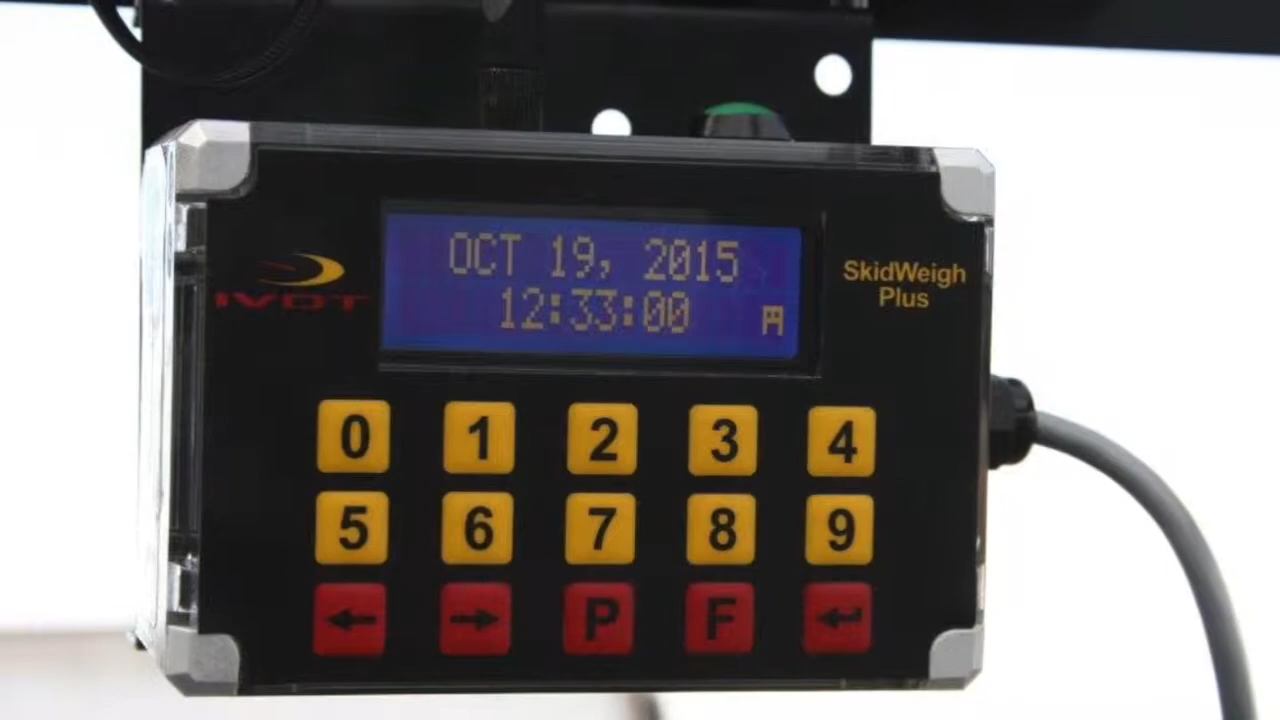 OCT 19, 2015
12:33:00
IVDT
SkidWeigh
Plus
0 1 2 3 4
5 6 7 8 9
← → P F ↵